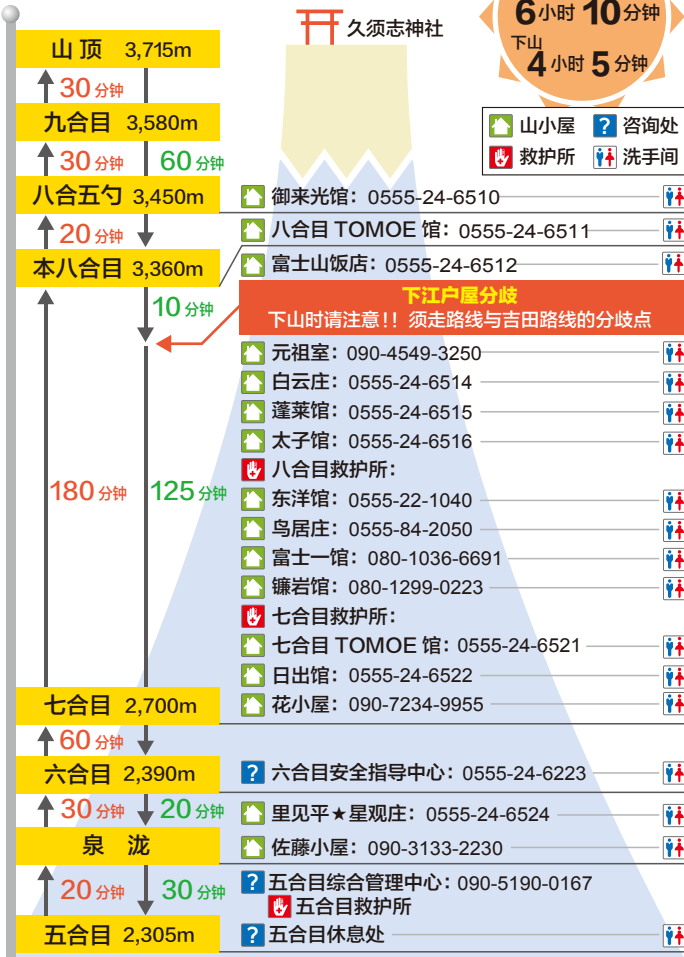 久须志神社
6小时 10分钟
下山
4小时 5分钟
山小屋
咨询处
救护所
洗手间
山顶 3,715m
30分钟
九合目 3,580m
30分钟 60分钟
八合五勺 3,450m
御来光馆：0555-24-6510
20分钟
八合目 TOMOE 馆：0555-24-6511
本八合目 3,360m
富士山饭店：0555-24-6512
10分钟
下江户屋分歧
下山时请注意!! 须走路线与吉田路线的分歧点
元祖室：090-4549-3250
白云庄：0555-24-6514
蓬莱馆：0555-24-6515
太子馆：0555-24-6516
八合目救护所：
180分钟 125分钟
东洋馆：0555-22-1040
鸟居庄：0555-84-2050
富士一馆：080-1036-6691
镰岩馆：080-1299-0223
七合目救护所：
七合目 TOMOE 馆：0555-24-6521
日出馆：0555-24-6522
七合目 2,700m
花小屋：090-7234-9955
60分钟
六合目 2,390m
六合目安全指导中心：0555-24-6223
30分钟 20分钟
里见平★星观庄：0555-24-6524
泉 泷
佐藤小屋：090-3133-2230
20分钟 30分钟
五合目综合管理中心：090-5190-0167
五合目救护所
五合目 2,305m
五合目休息处